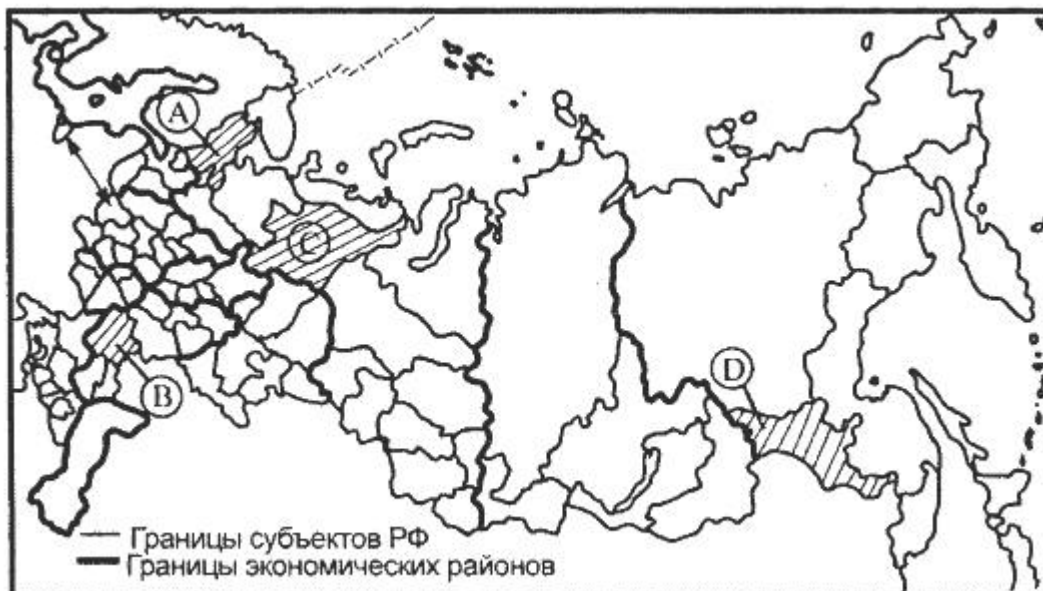 A
C
B
D
Границы субъектов РФ
Границы экономических районов